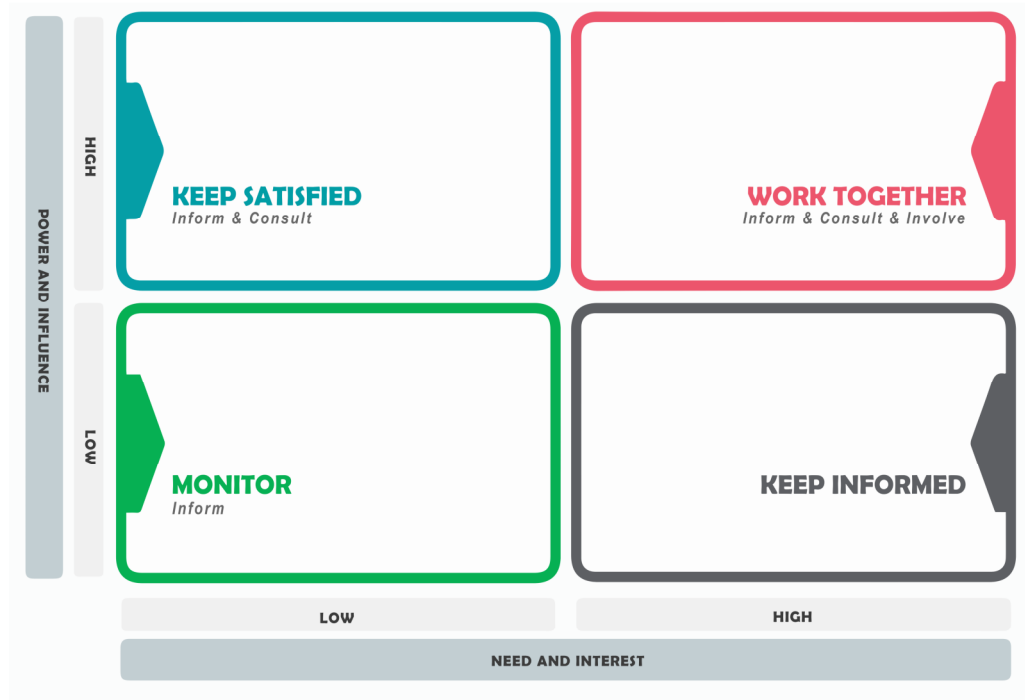 POWER AND INFLUENCE
HIGH
KEEP SATISFIED
Inform & Consult
WORK TOGETHER
Inform & Consult & Involve
LOW
MONITOR
Inform
KEEP INFORMED
LOW
HIGH
NEED AND INTEREST